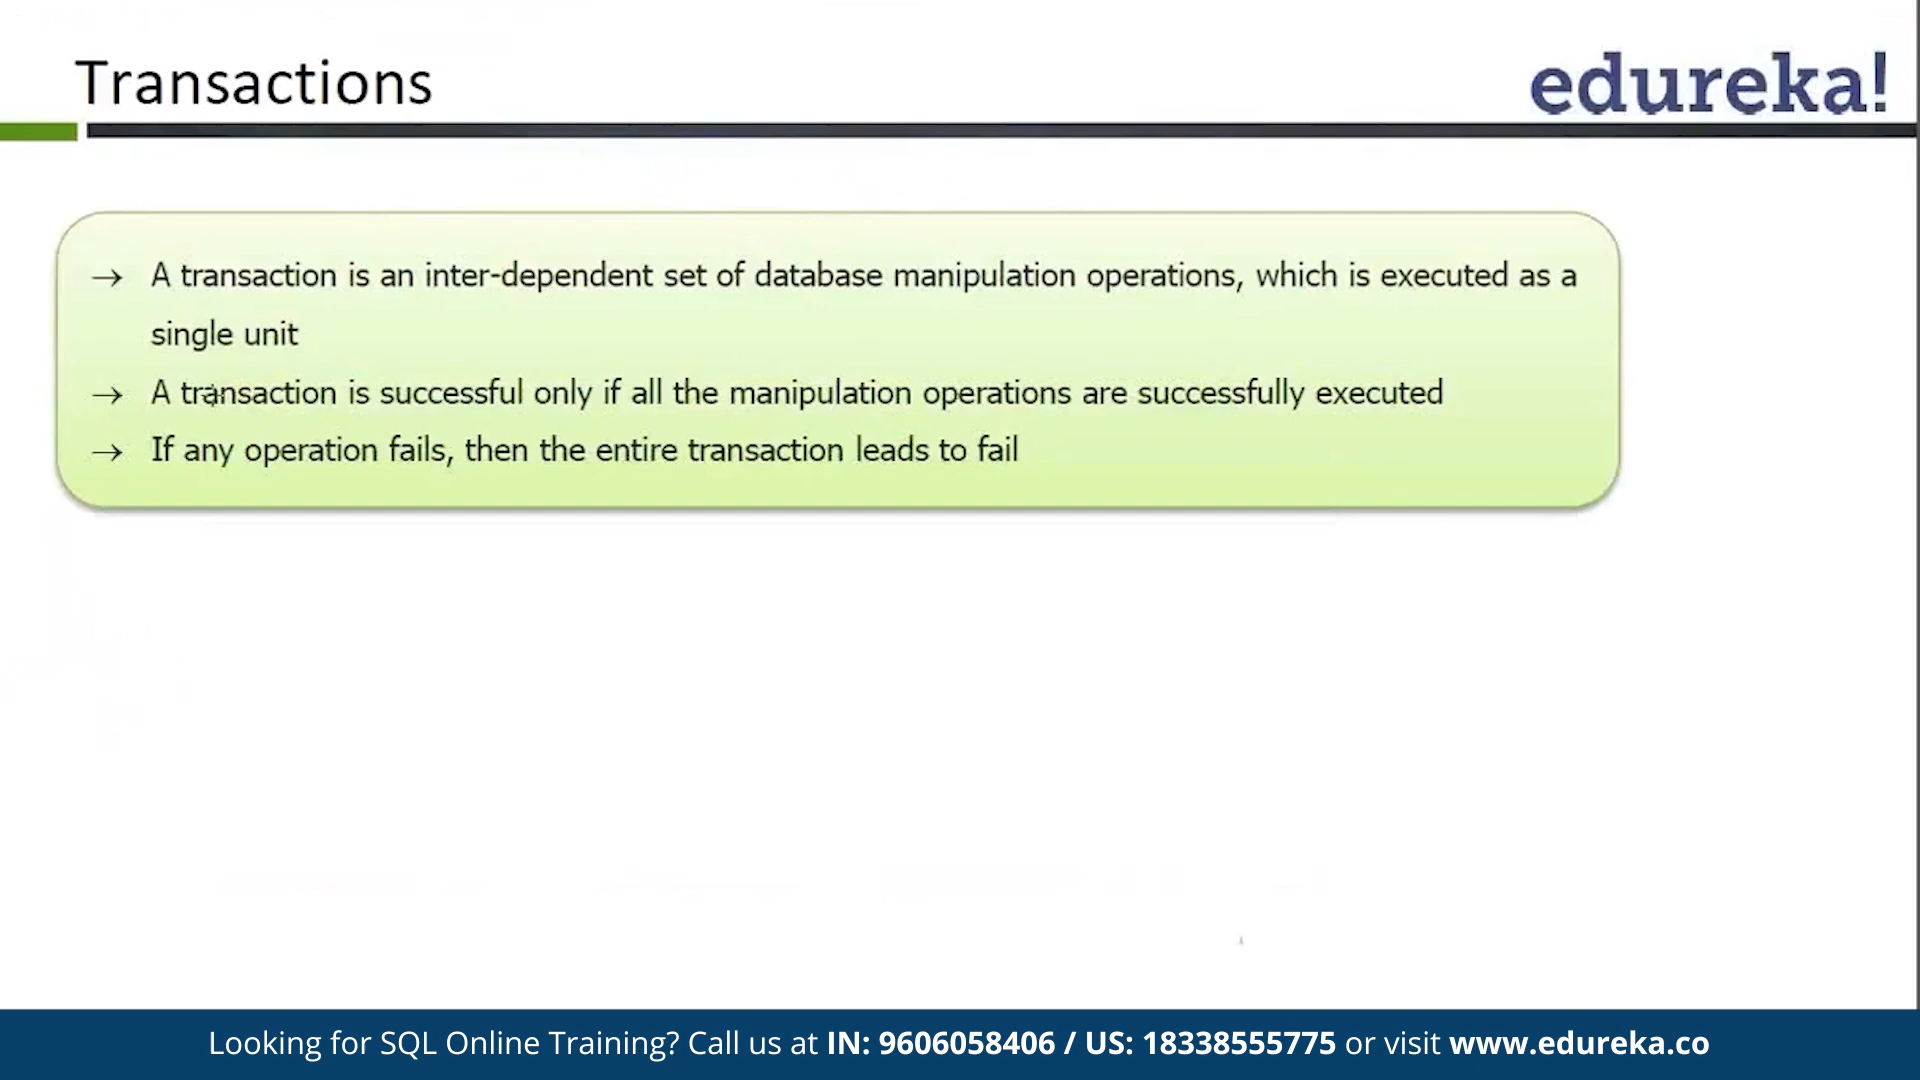 Transactions
edureka!
→ A transaction is an inter-dependent set of database manipulation operations, which is executed as a
single unit
→ A transaction is successful only if all the manipulation operations are successfully executed
→ If any operation fails, then the entire transaction leads to fail
Looking for SQL Online Training? Call us at IN: 9606058406 / US: 18338555775 or visit www.edureka.co